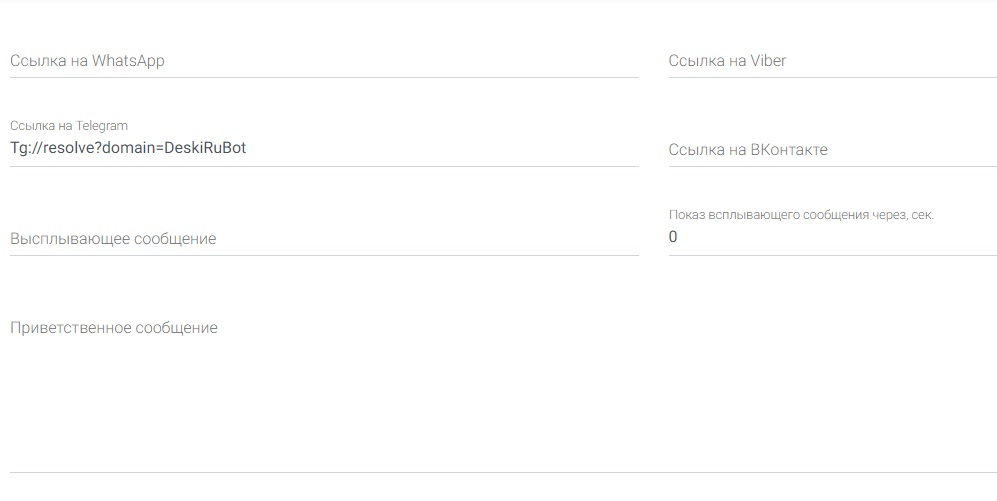 Ссылка на WhatsApp
Ссылка на Viber
Ссылка на Telegram
Tg://resolve?domain=DeskiRuBot
Ссылка на ВКонтакте
Показ всплывающего сообщения через, сек.
0
Высплывающее сообщение
Приветственное сообщение